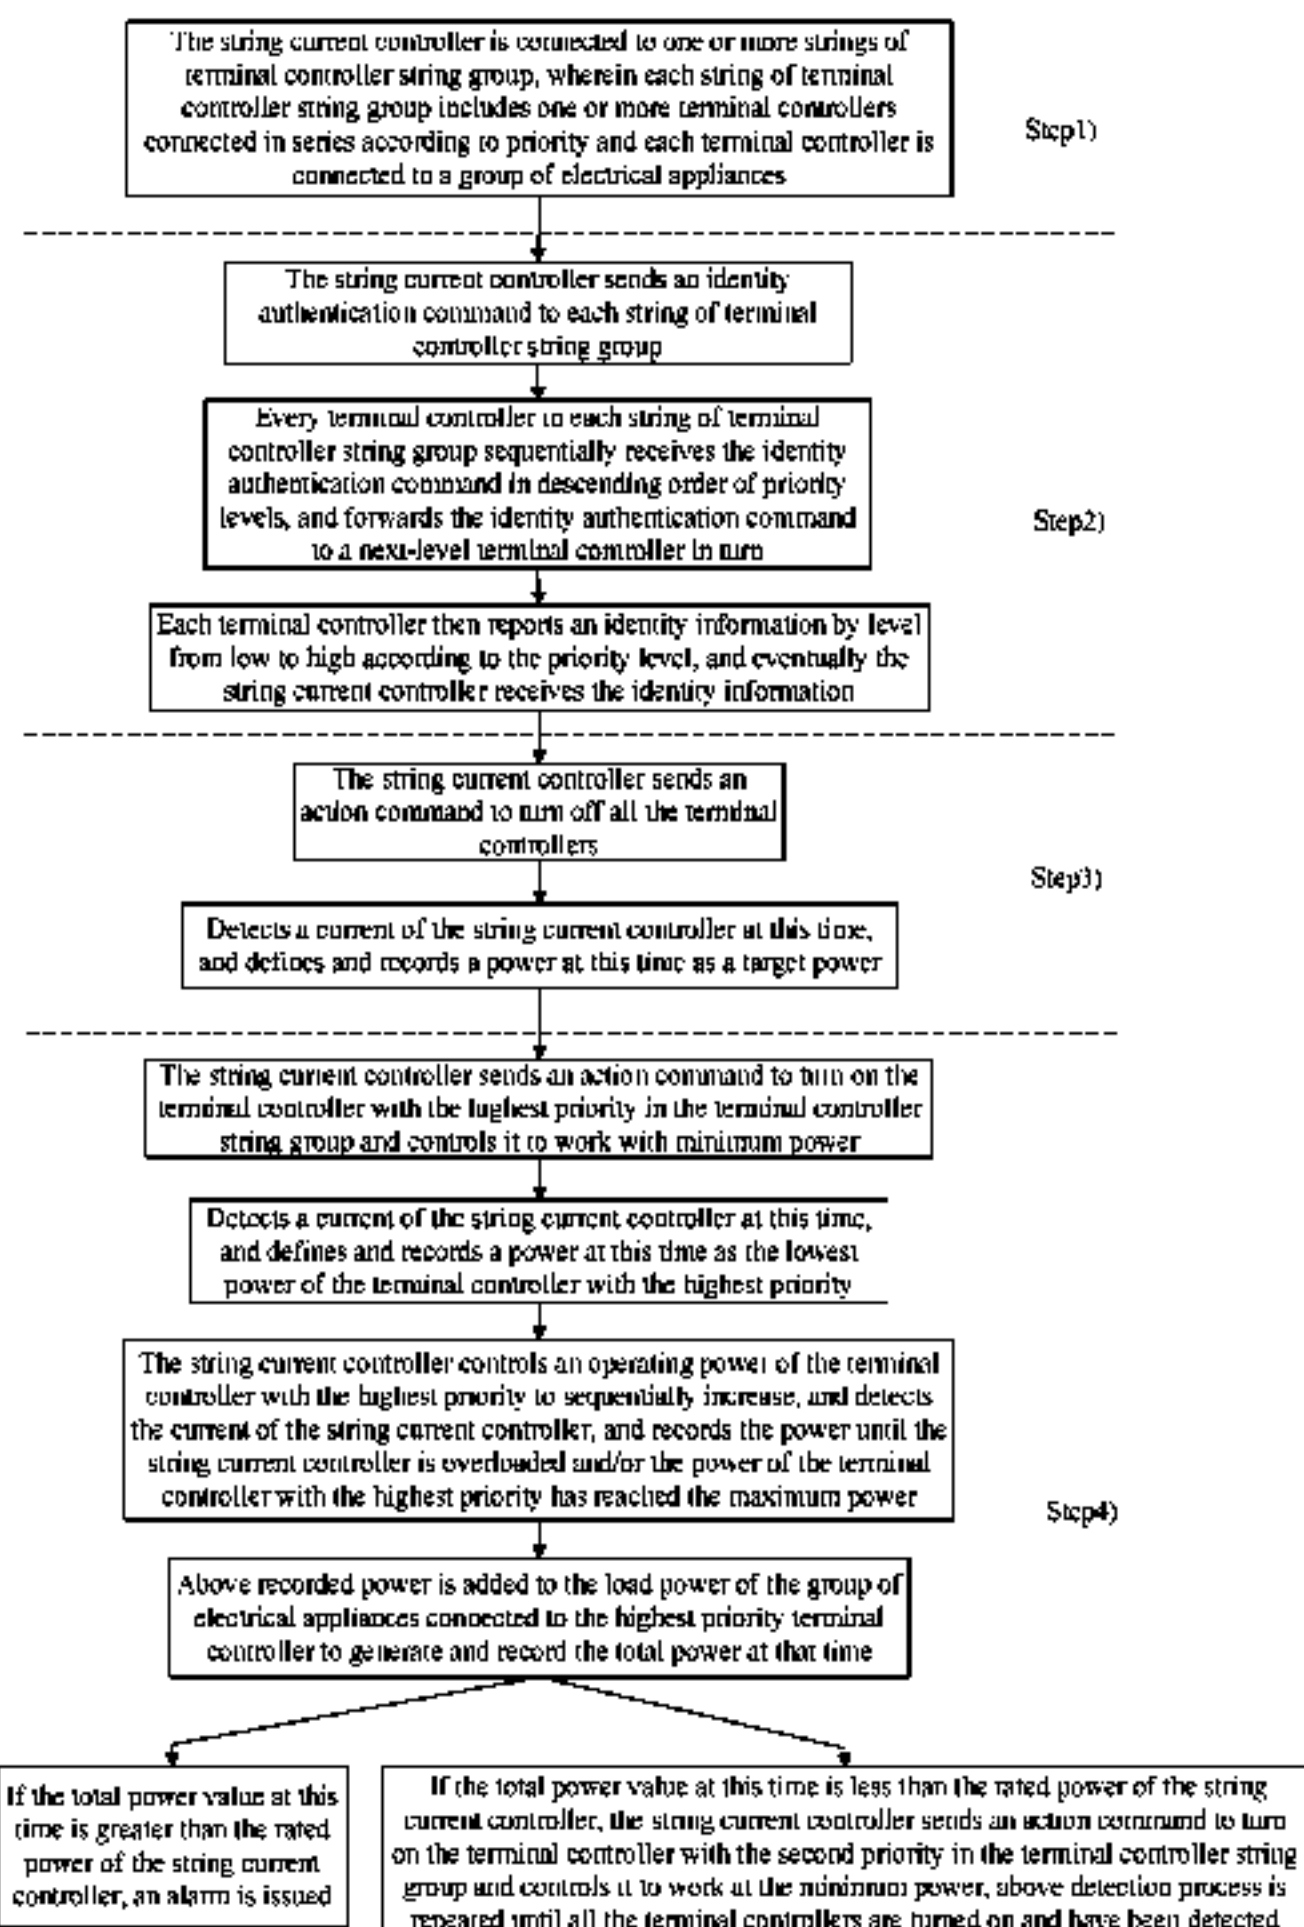 The string current controller is connected to one or more strings of
terminal controller string group, wherein each string of terminal
controller string group includes one or more terminal controllers
connected in series according to priority and each terminal controller is
connected to a group of electrical appliances
Step1)
The string current controller sends an identity
authentication command to each string of terminal
controller string group
Every terminal controller in each string of terminal
controller string group sequentially receives the identity
authentication command in descending order of priority
levels, and forwards the identity authentication command
to a next-level terminal controller in turn
Step2)
Each terminal controller then reports an identity information by level
from low to high according to the priority level, and eventually the
string current controller receives the identity information
The string current controller sends an
action command to turn off all the terminal
controllers
Step3)
Detects a current of the string current controller at this time,
and defines and records a power at this time as a target power
The string current controller sends an action command to turn on the
terminal controller with the highest priority in the terminal controller
string group and controls it to work with minimum power
Detects a current of the string current controller at this time,
and defines and records a power at this time as the lowest
power of the terminal controller with the highest priority
The string current controller controls an operating power of the terminal
controller with the highest priority to sequentially increase, and detects
the current of the string current controller, and records the power until the
string current controller is overloaded and/or the power of the terminal
controller with the highest priority has reached the maximum power
Step4)
Above recorded power is added to the load power of the group of
electrical appliances connected to the highest priority terminal
controller to generate and record the total power at that time
If the total power value at this
time is greater than the rated
power of the string current
controller, an alarm is issued
If the total power value at this time is less than the rated power of the string
current controller, the string current controller sends an action command to turn
on the terminal controller with the second priority in the terminal controller string
group and controls it to work at the minimum power, above detection process is
repeated until all the terminal controllers are turned on and have been detected